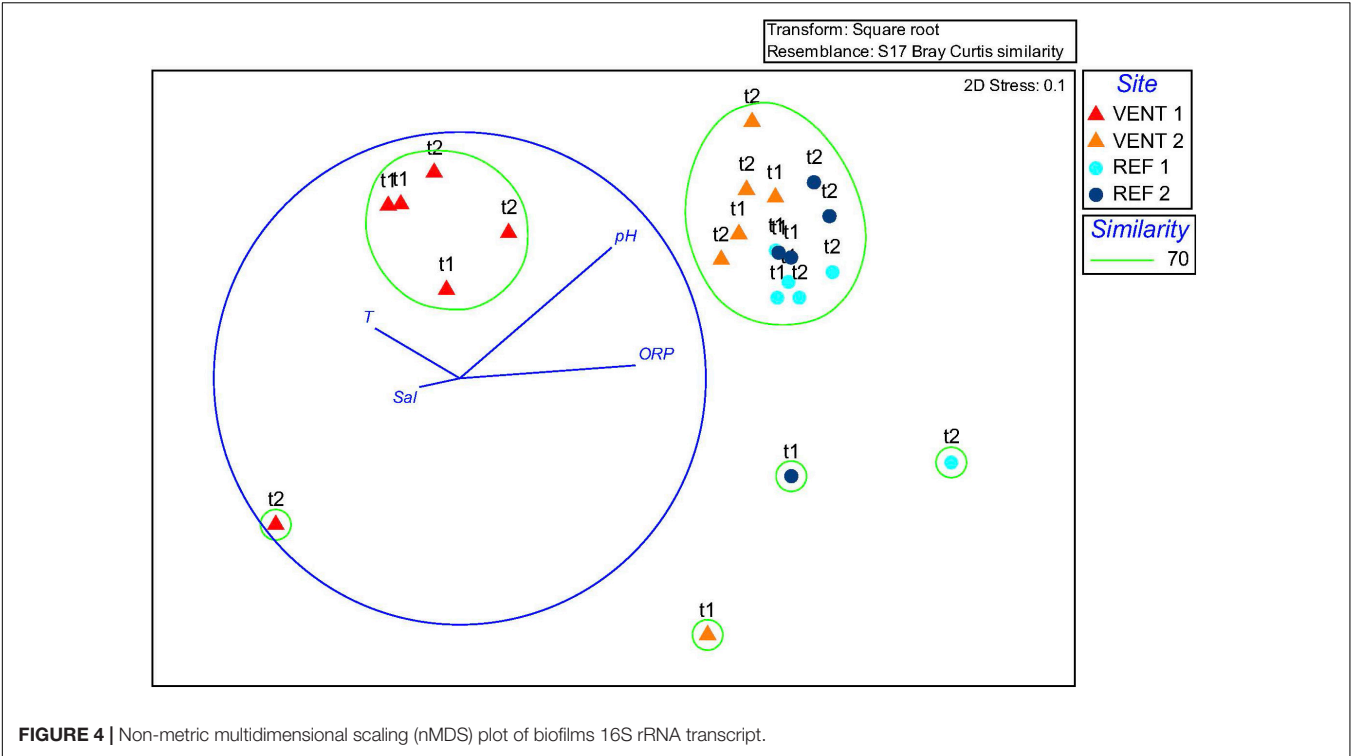 Transform: Square root
Resemblance: S17 Bray Curtis similarity
2D Stress: 0.1
Site
VENT 1
VENT 2
REF 1
REF 2
Similarity
70
t2
t2
t1t1
t2
t1
t2
t2
t1
t1
t2
t2
t2
t1
t1
t1
t2
t1
t1
t2
pH
T
ORP
Sal
t1
t2
t2
t1
FIGURE 4 | Non-metric multidimensional scaling (nMDS) plot of biofilms 16S rRNA transcript.